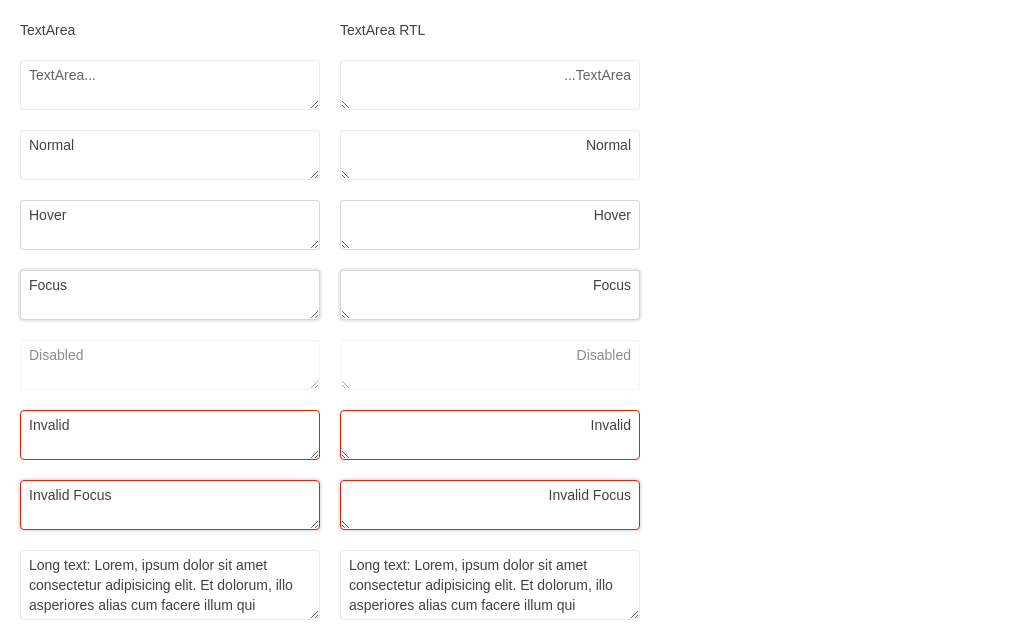 TextArea
TextArea RTL
TextArea...
...TextArea
Normal
Normal
Hover
Hover
Focus
Focus
Disabled
Disabled
Invalid
Invalid
Invalid Focus
Invalid Focus
Long text: Lorem, ipsum dolor sit amet
consectetur adipisicing elit. Et dolorum, illo
asperiores alias cum facere illum qui
Long text: Lorem, ipsum dolor sit amet
consectetur adipisicing elit. Et dolorum, illo
asperiores alias cum facere illum qui